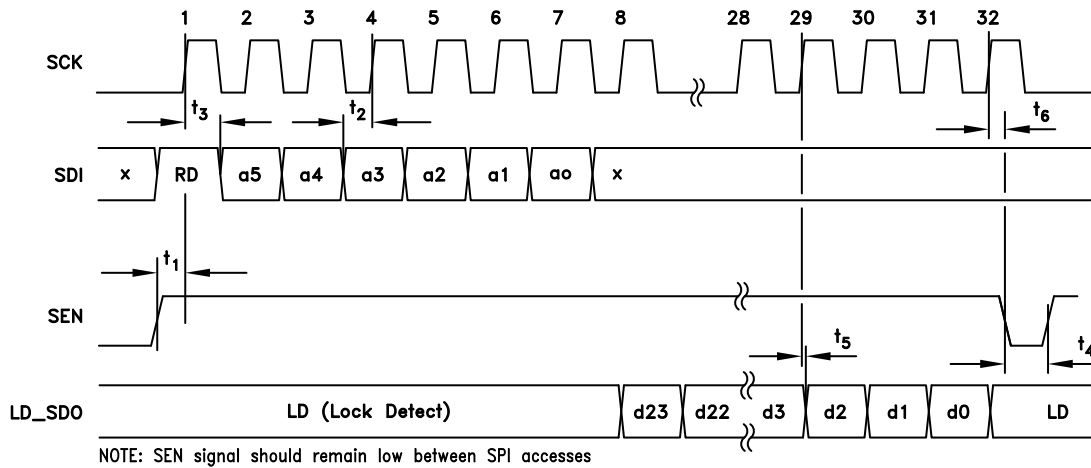 1 2 3 4 5 6 7 8 28 29 30 31 32
SCK
t3 t2 t6
SDI x RD a5 a4 a3 a2 a1 ao x
t1
SEN
t5 t4
LD_SDO LD (Lock Detect) d23 d22 d3 d2 d1 d0 LD
NOTE: SEN signal should remain low between SPI accesses